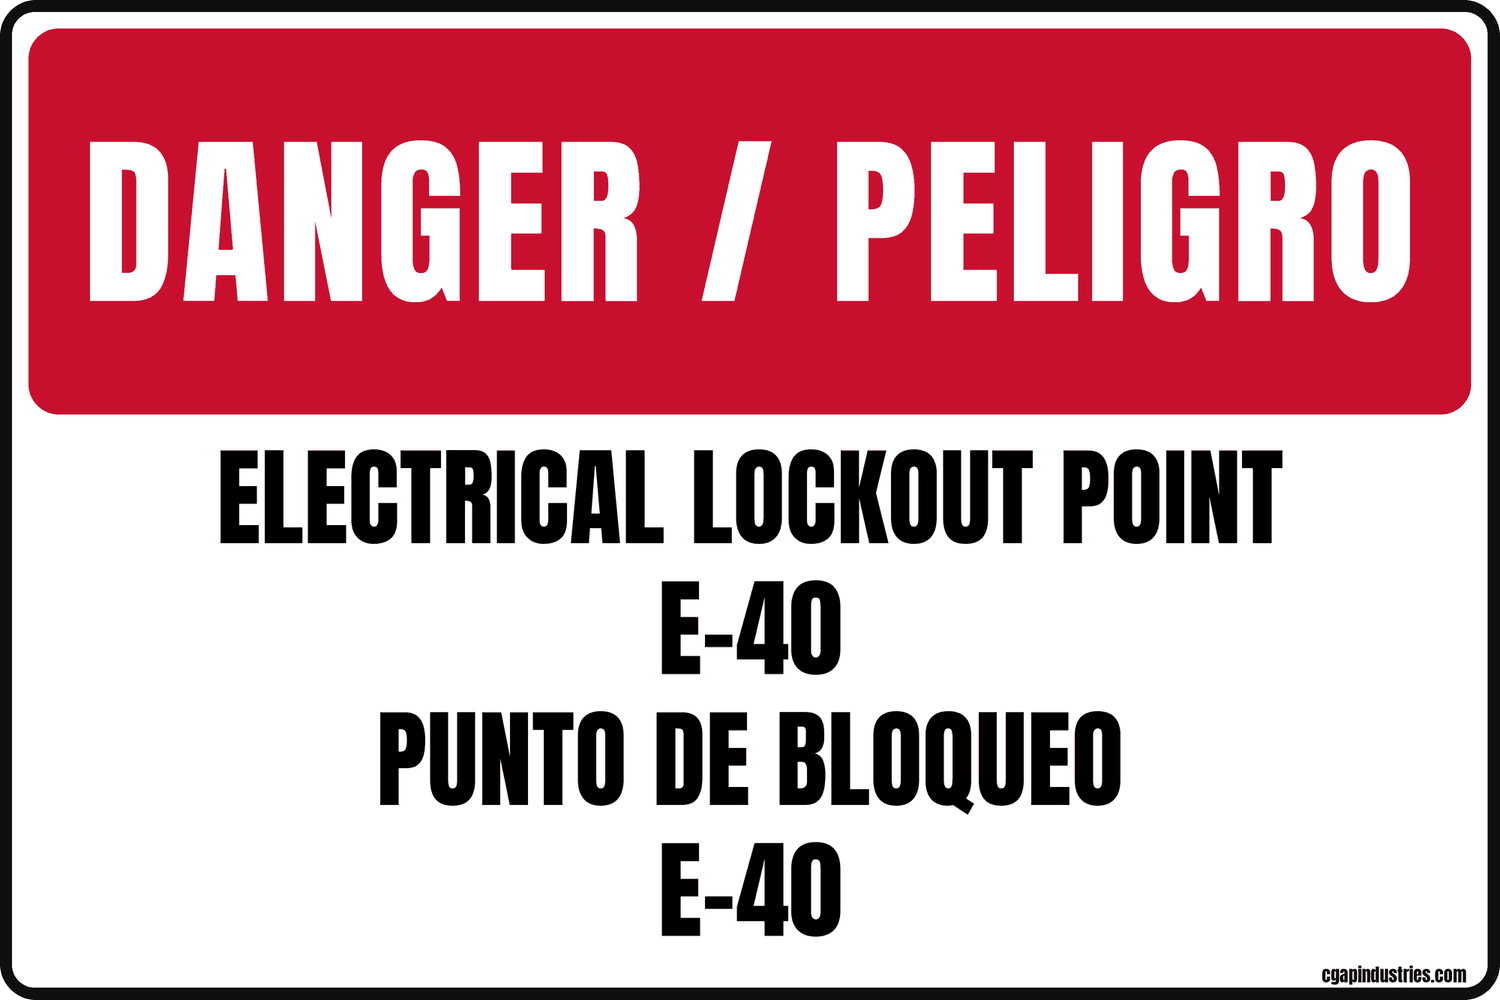 DANGER / PELIGRO
ELECTRICAL LOCKOUT POINT
E-40
PUNTO DE BLOQUEO
E-40
cgapindustries.com